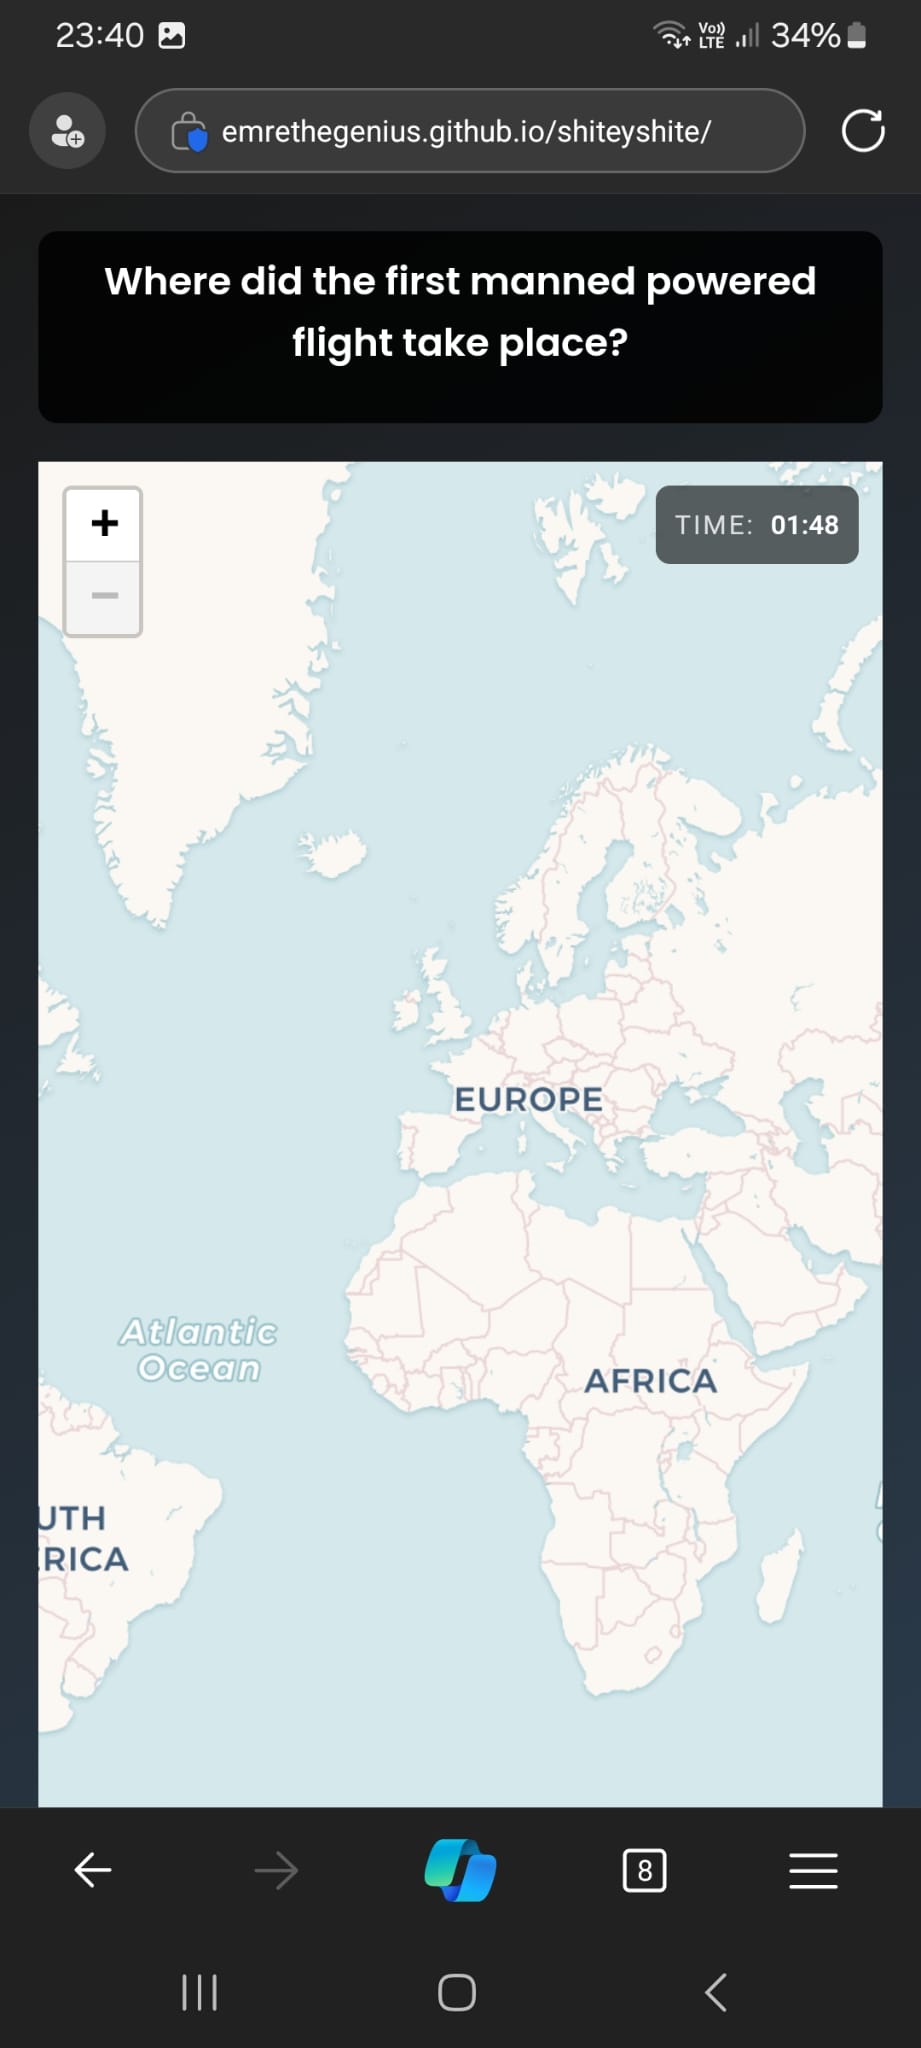 23:40
Vo)) LTE
34%
emrethegenius.github.io/shiteyshite/
Where did the first manned powered
flight take place?
+
−
TIME: 01:48
EUROPE
Atlantic
Ocean
AFRICA
UTH
RICA
8